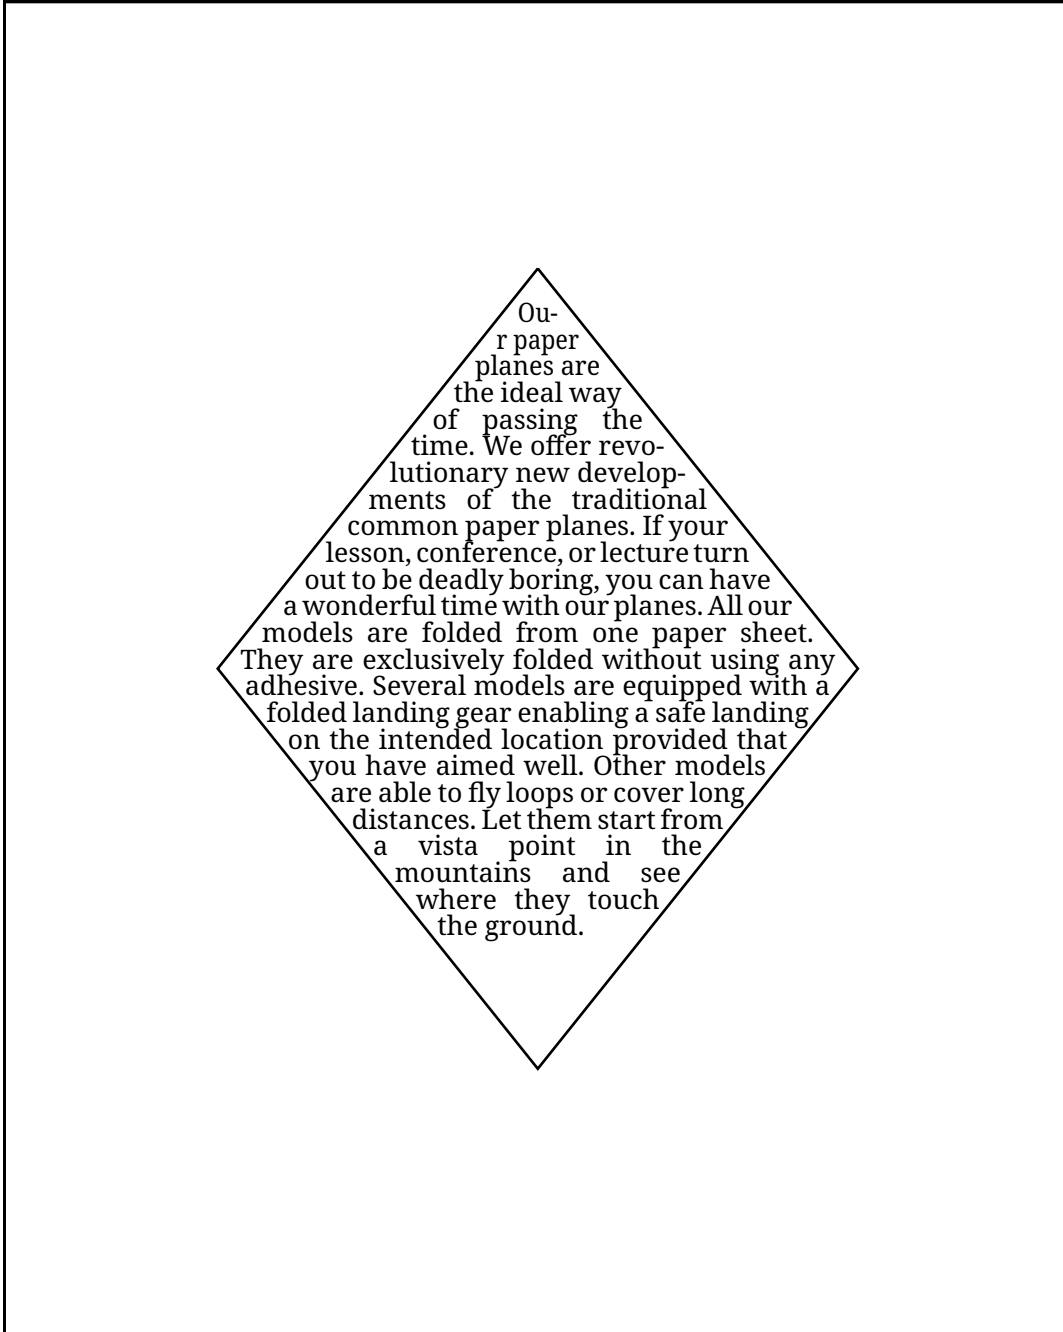 Ou-
r paper
planes are
the ideal way
of passing the
time. We offer revo-
lutionary new develop-
ments of the traditional
common paper planes. If your
lesson, conference, or lecture turn
out to be deadly boring, you can have
a wonderful time with our planes. All our
models are folded from one paper sheet.
They are exclusively folded without using any
adhesive. Several models are equipped with a
folded landing gear enabling a safe landing
on the intended location provided that
you have aimed well. Other models
are able to fly loops or cover long
distances. Let them start from
a vista point in the
mountains and see
where they touch
the ground.